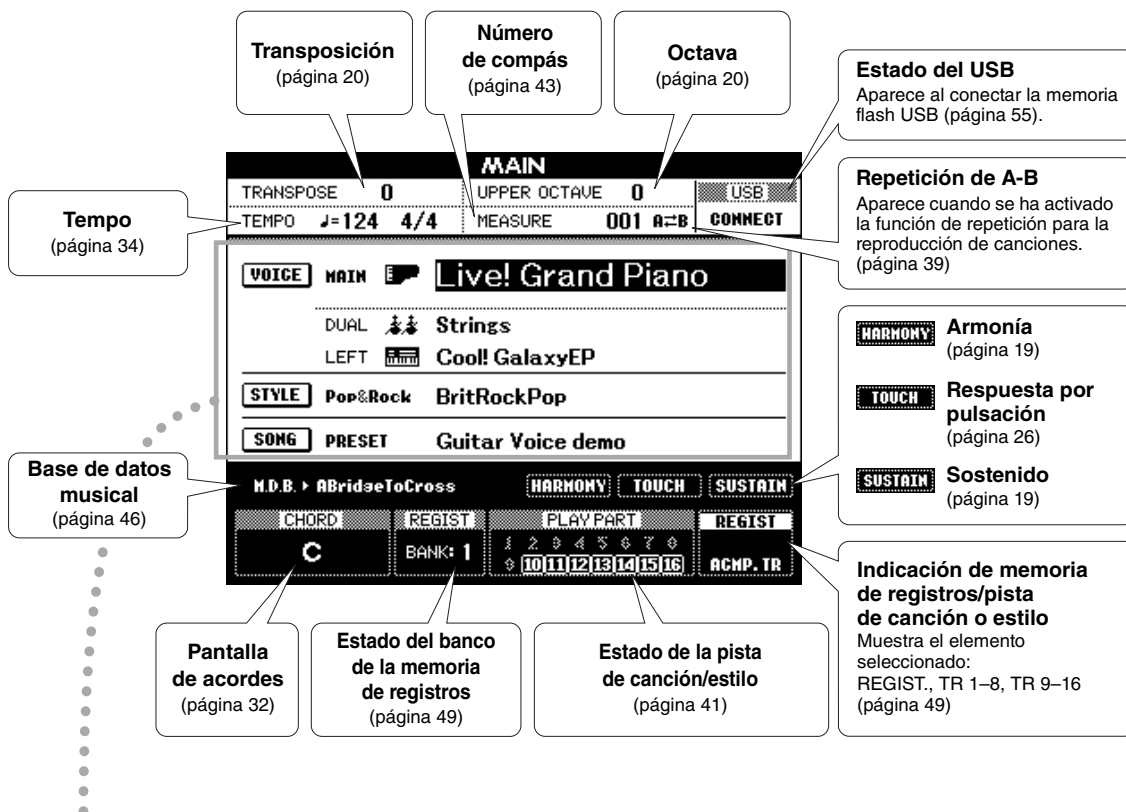 Transposición
(página 20)
Número
de compás
(página 43)
Octava
(página 20)
Estado del USB
Aparece al conectar la memoria
flash USB (página 55).
Repetición de A-B
Aparece cuando se ha activado
la función de repetición para la
reproducción de canciones.
(página 39)
Tempo
(página 34)
MAIN
TRANSPOSE 0 UPPER OCTAVE 0 USB
TEMPO ♩=124 4/4 MEASURE 001 A⇄B CONNECT
VOICE MAIN Live! Grand Piano
DUAL Strings
LEFT Cool! GalaxyEP
STYLE Pop&Rock BritRockPop
SONG PRESET Guitar Voice demo
M.D.B. ▸ ABridgeToCross HARMONY TOUCH SUSTAIN
CHORD REGIST PLAY PART REGIST
C BANK: 1 1 2 3 4 5 6 7 8
9 10 11 12 13 14 15 16 ACMP. TR
HARMONY Armonía
(página 19)
TOUCH Respuesta por
pulsación
(página 26)
SUSTAIN Sostenido
(página 19)
Base de datos
musical
(página 46)
Pantalla
de acordes
(página 32)
Estado del banco
de la memoria
de registros
(página 49)
Estado de la pista
de canción/estilo
(página 41)
Indicación de memoria
de registros/pista
de canción o estilo
Muestra el elemento
seleccionado:
REGIST., TR 1–8, TR 9–16
(página 49)